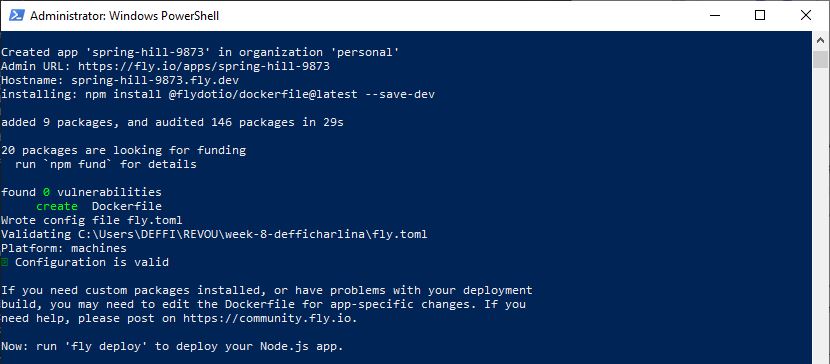 Administrator: Windows PowerShell
Created app 'spring-hill-9873' in organization 'personal'
Admin URL: https://fly.io/apps/spring-hill-9873
Hostname: spring-hill-9873.fly.dev
installing: npm install @flydotio/dockerfile@latest --save-dev
added 9 packages, and audited 146 packages in 29s
20 packages are looking for funding
run `npm fund` for details
found 0 vulnerabilities
create Dockerfile
Wrote config file fly.toml
Validating C:\Users\DEFFI\REVOU\week-8-defficharlina\fly.toml
Platform: machines
Configuration is valid
If you need custom packages installed, or have problems with your deployment
build, you may need to edit the Dockerfile for app-specific changes. If you
need help, please post on https://community.fly.io.
Now: run 'fly deploy' to deploy your Node.js app.